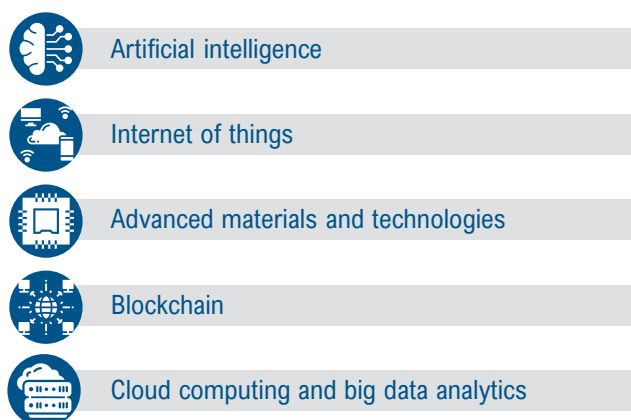 Artificial intelligence
Internet of things
Advanced materials and technologies
Blockchain
Cloud computing and big data analytics